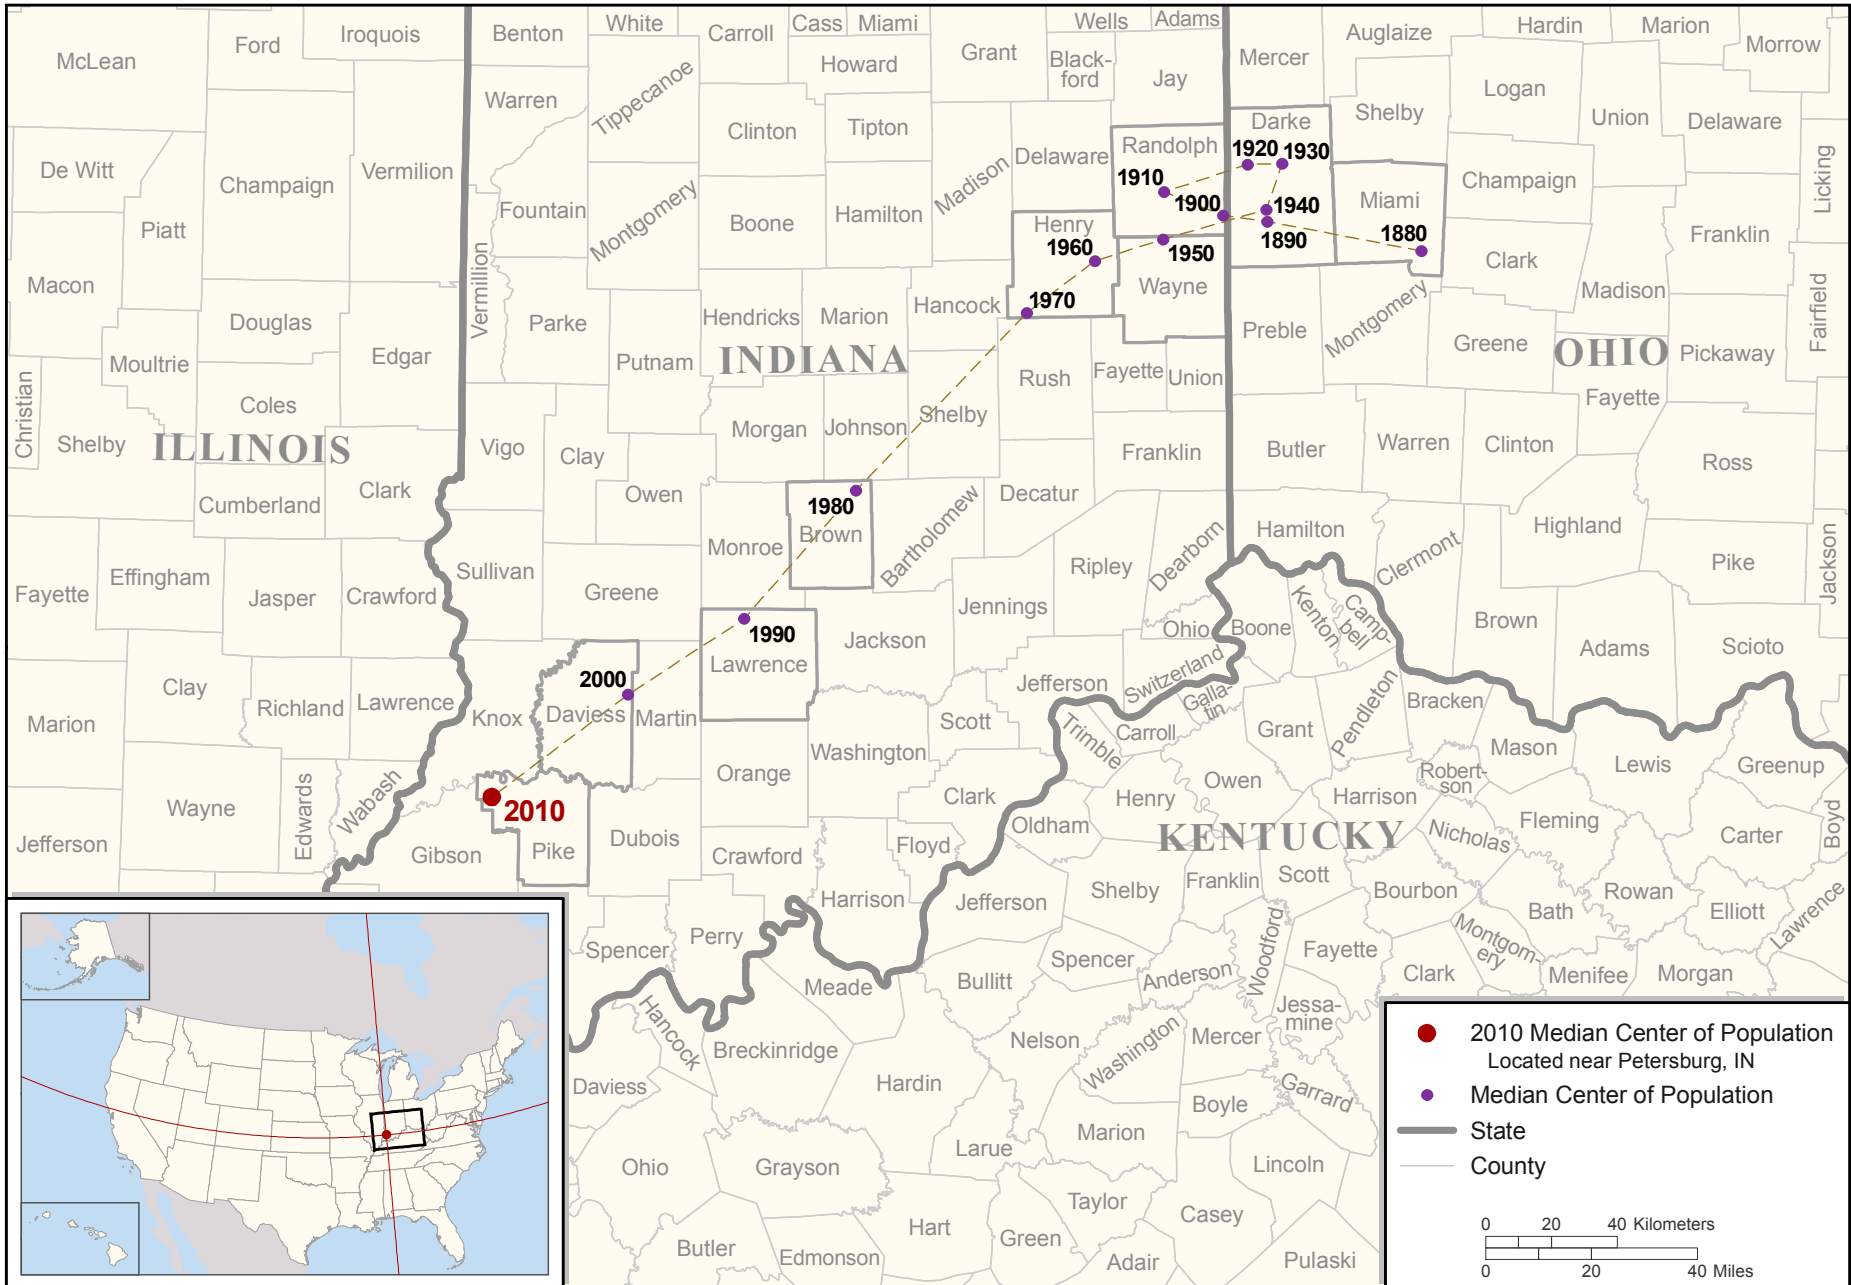 White
Cass
Miami
Wells
Adams
Hardin
Marion
Ford
Iroquois
Benton
Carroll
Auglaize
Morrow
McLean
Grant
Black-
ford
Mercer
Howard
Jay
Logan
Warren
Tippecanoe
Shelby
Union
Delaware
Clinton
Tipton
Darke
Randolph
1920
1930
Licking
De Witt
Vermilion
Delaware
Madison
Champaign
1910
Champaign
Fountain
Montgomery
Hamilton
1900
Miami
Piatt
Boone
Henry
1940
1960
1890
1880
Franklin
1950
Clark
Macon
Vermillion
Wayne
Madison
Fairfield
Hancock
1970
Montgomery
Douglas
Parke
Hendricks
Marion
Preble
Greene
Pickaway
Moultrie
Edgar
Putnam
INDIANA
OHIO
Rush
Fayette
Union
Christian
Coles
Fayette
Shelby
Morgan
Johnson
Shelby
ILLINOIS
Vigo
Clay
Franklin
Butler
Warren
Clinton
Ross
Cumberland
Clark
Owen
Decatur
1980
Brown
Bartholomew
Hamilton
Highland
Monroe
Dearborn
Clermont
Jackson
Effingham
Sullivan
Ripley
Pike
Fayette
Jasper
Crawford
Greene
Jennings
Kenton
Camp-
bell
1990
Jackson
Ohio
Boone
Brown
Adams
Scioto
Lawrence
2000
Clay
Richland
Lawrence
Jefferson
Switzerland
Galla-
tin
Pendleton
Bracken
Marion
Knox
Daviess
Martin
Scott
Trimble
Carroll
Grant
Mason
Washington
Lewis
Greenup
Orange
Owen
Robert-
son
Edwards
Wabash
Wayne
2010
Clark
Henry
Harrison
Fleming
Boyd
Jefferson
Oldham
KENTUCKY
Nicholas
Carter
Gibson
Pike
Dubois
Crawford
Floyd
Franklin
Scott
Harrison
Jefferson
Shelby
Bourbon
Rowan
Bath
Elliott
Lawrence
Spencer
Perry
Woodford
Fayette
Montgom-
ery
Spencer
Anderson
Clark
Menifee
Morgan
Meade
Bullitt
Hancock
Jessa-
mine
Nelson
Washington
Mercer
Breckinridge
Daviess
Hardin
Garrard
Boyle
Marion
Larue
Ohio
Grayson
Lincoln
Taylor
Casey
Hart
Green
Butler
Edmonson
Adair
Pulaski
2010 Median Center of Population
Located near Petersburg, IN
Median Center of Population
State
County
0 20 40 Kilometers
0 20 40 Miles